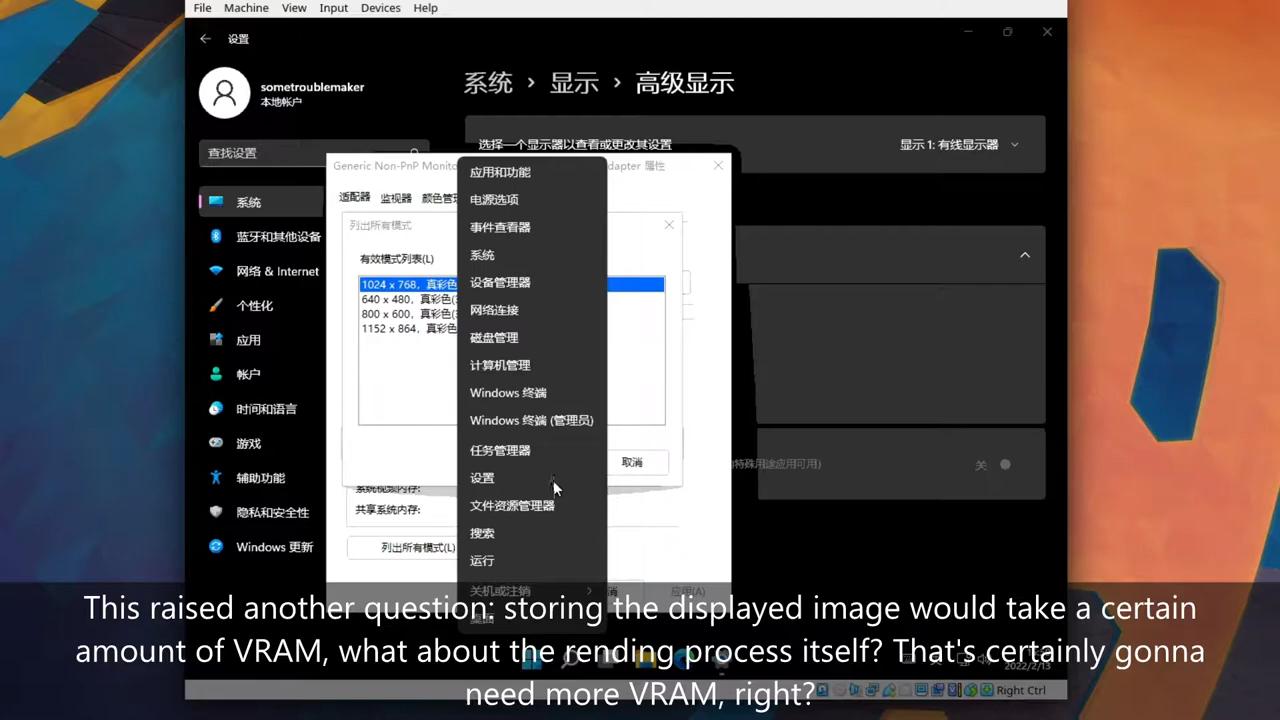 File Machine View Input Devices Help
设置
sometroublemaker
本地帐户
系统 › 显示 › 高级显示
选择一个显示器以查看或更改其设置
显示 1: 有线显示器
查找设置
Generic Non-PnP Monito
dapter 属性
适配器 监视器 颜色管
列出所有模式
有效模式列表(L)
1024 x 768，真彩色
640 x 480，真彩色(
800 x 600，真彩色(
1152 x 864，真彩色
取消
系统视频内存:
共享系统内存:
列出所有模式(L)
应用(A)
应用和功能
电源选项
事件查看器
系统
设备管理器
网络连接
磁盘管理
计算机管理
Windows 终端
Windows 终端 (管理员)
任务管理器
设置
文件资源管理器
搜索
运行
关机或注销
桌面
系统
蓝牙和其他设备
网络 & Internet
个性化
应用
帐户
时间和语言
游戏
辅助功能
隐私和安全性
Windows 更新
特殊用途应用可用)
关
This raised another question: storing the displayed image would take a certain
amount of VRAM, what about the rending process itself? That's certainly gonna
need more VRAM, right?
2022/2/13
Right Ctrl